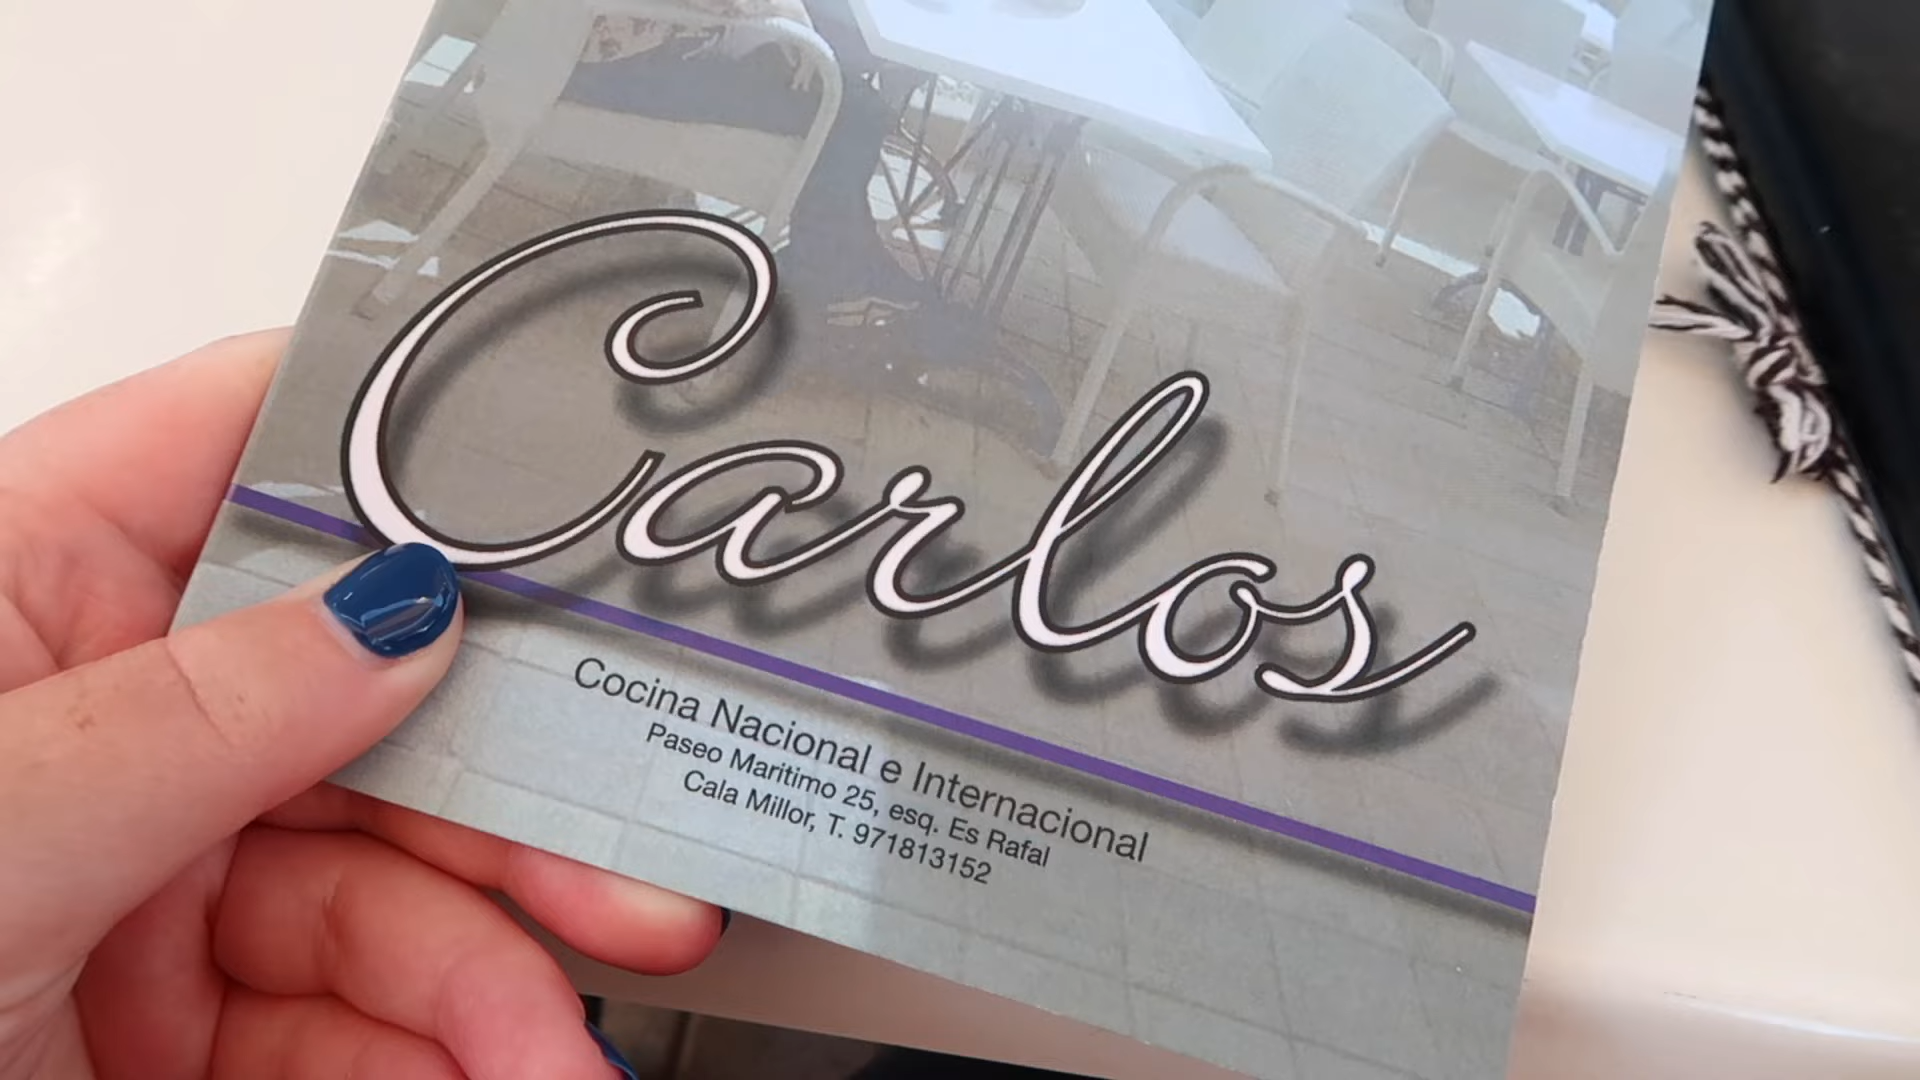 Carlos
Cocina Nacional e Internacional
Paseo Maritimo 25, esq. Es Rafal
Cala Millor, T. 971813152